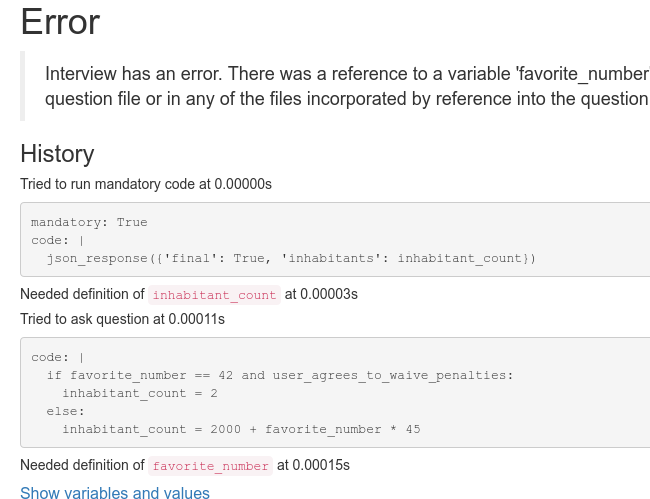 Error
Interview has an error. There was a reference to a variable 'favorite_number'
question file or in any of the files incorporated by reference into the question
History
Tried to run mandatory code at 0.00000s
mandatory: True
code: |
  json_response({'final': True, 'inhabitants': inhabitant_count})
Needed definition of inhabitant_count at 0.00003s
Tried to ask question at 0.00011s
code: |
  if favorite_number == 42 and user_agrees_to_waive_penalties:
    inhabitant_count = 2
  else:
    inhabitant_count = 2000 + favorite_number * 45
Needed definition of favorite_number at 0.00015s
Show variables and values